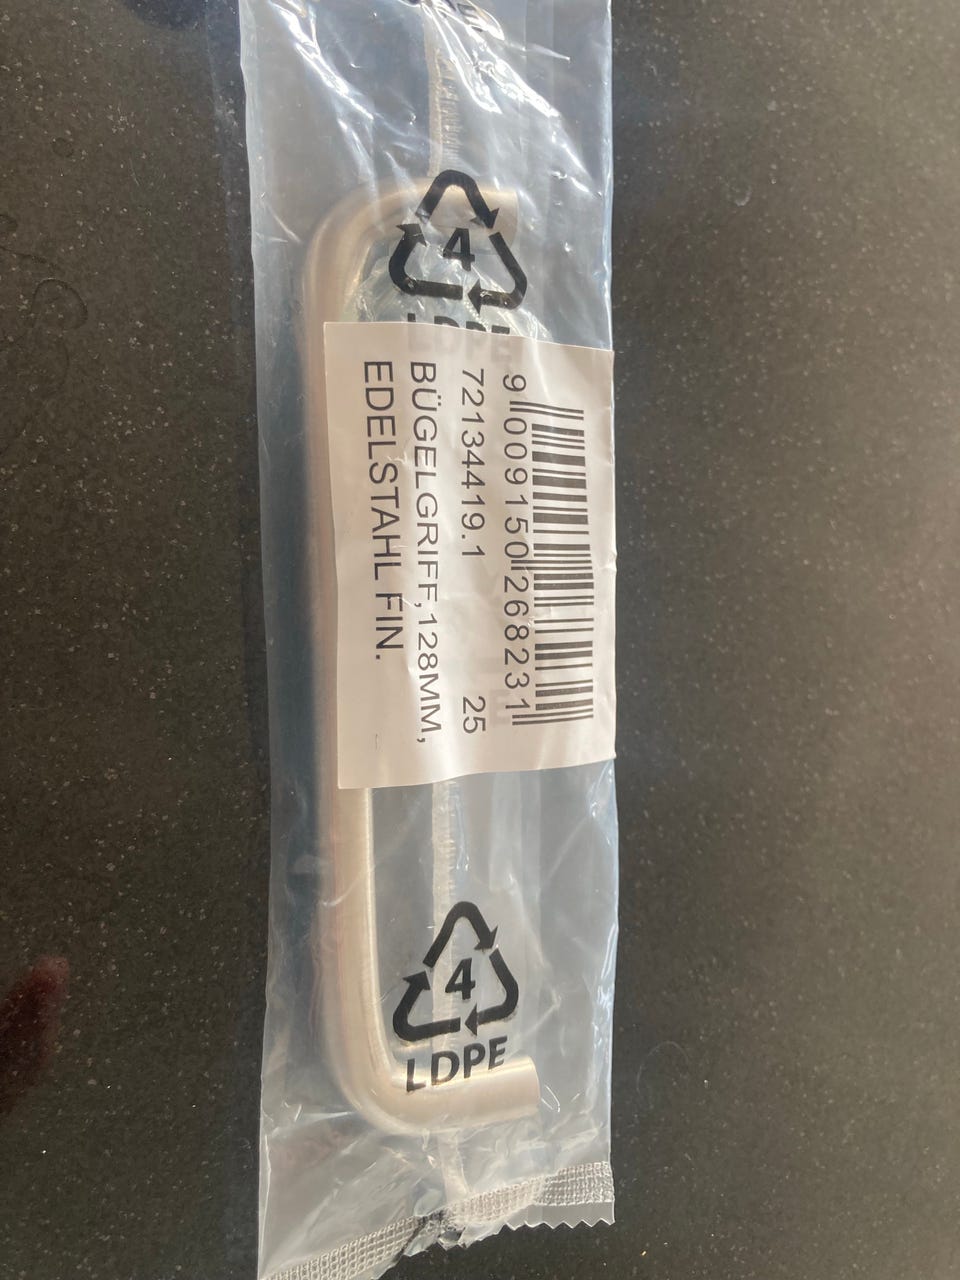 4
LDPE
9 009150 268231
72134419.1 25
BÜGELGRIFF,128MM,
EDELSTAHL FIN.
4
LDPE